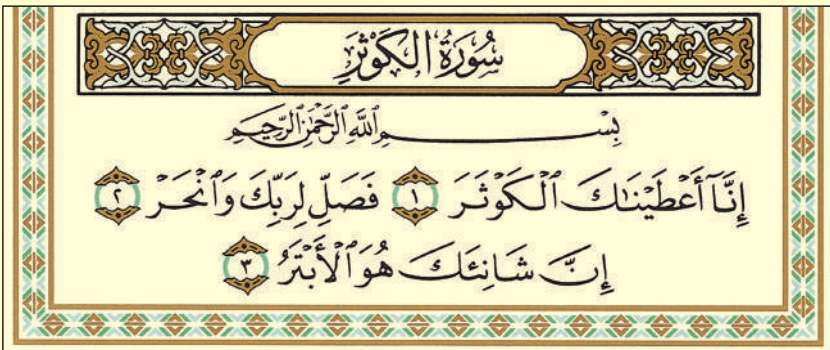 سُورَةُ الكَوْثَرِ
بِسْمِ ٱللَّهِ ٱلرَّحْمَٰنِ ٱلرَّحِيمِ
إِنَّآ أَعْطَيْنَٰكَ ٱلْكَوْثَرَ ١ فَصَلِّ لِرَبِّكَ وَٱنْحَرْ ٢
إِنَّ شَانِئَكَ هُوَ ٱلْأَبْتَرُ ٣